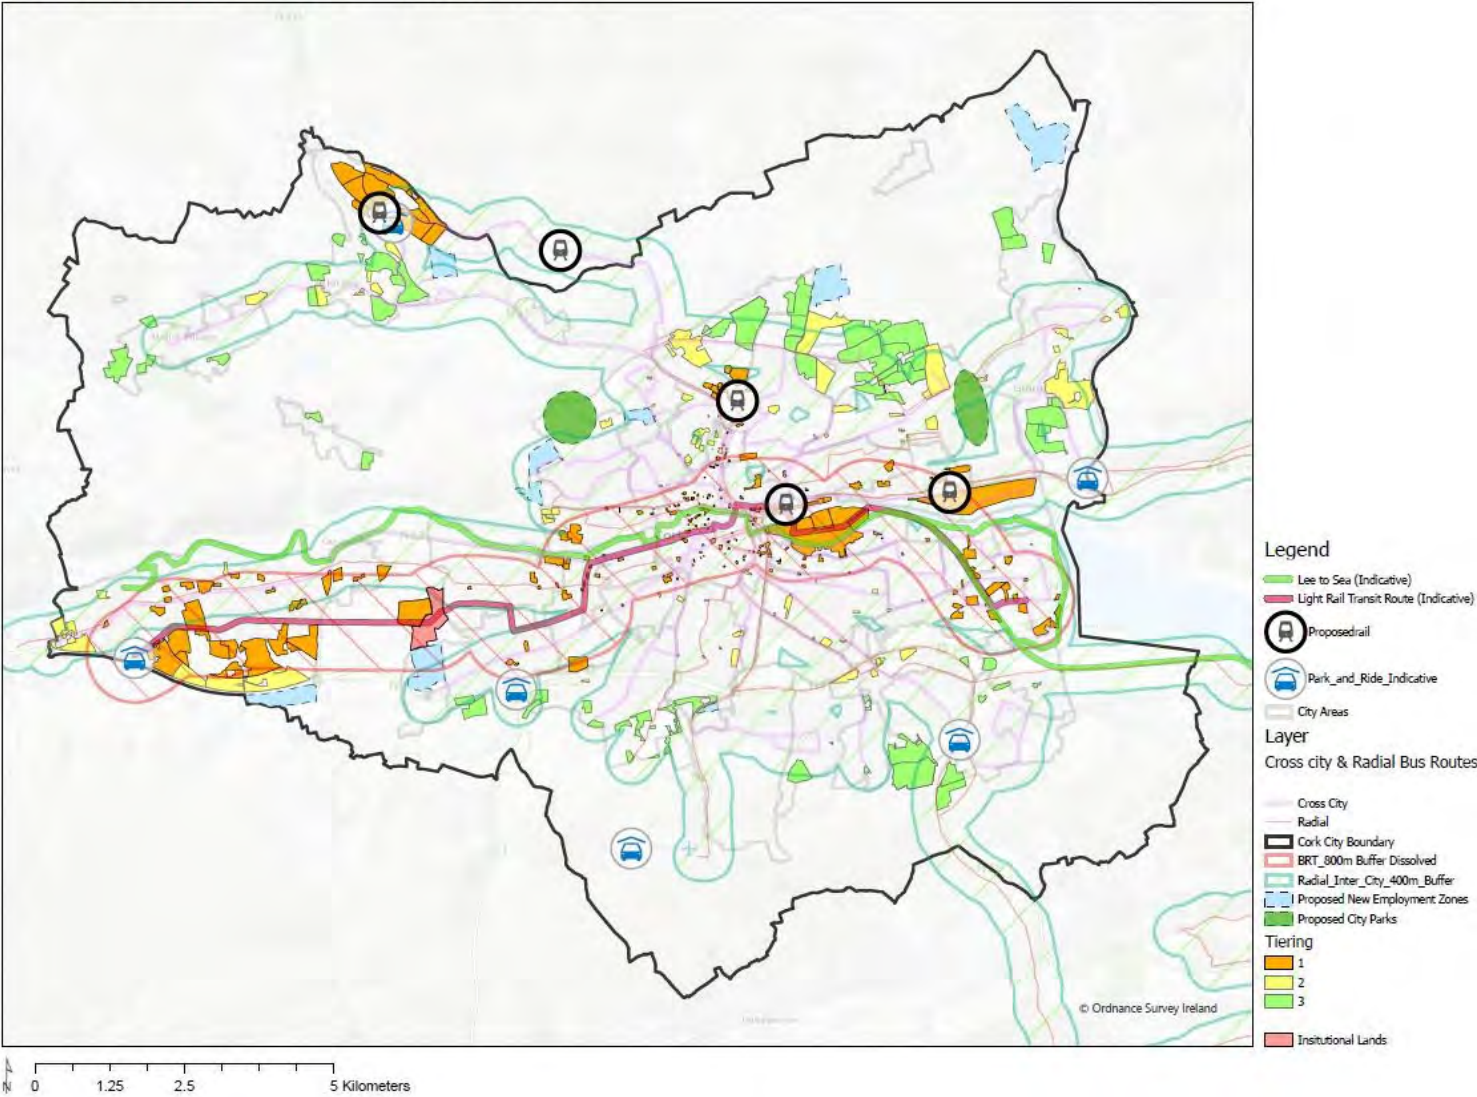 6
© Ordnance Survey Ireland
N
0
1.25
2.5
5 Kilometers
Legend
Lee to Sea (Indicative)
Light Rail Transit Route (Indicative)
Proposedrail
Park_and_Ride_Indicative
City Areas
Layer
Cross city & Radial Bus Routes
Cross City
Radial
Cork City Boundary
BRT_800m Buffer Dissolved
Radial_Inter_City_400m_Buffer
Proposed New Employment Zones
Proposed City Parks
Tiering
1
2
3
Insitutional Lands